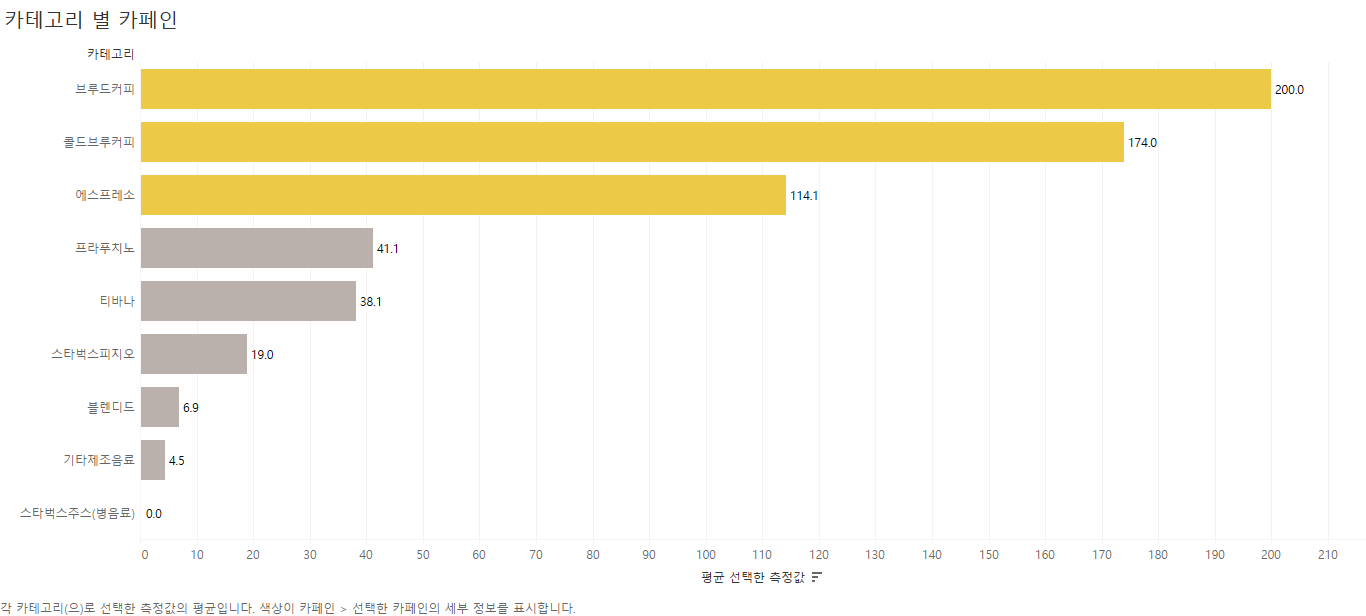 카테고리 별 카페인
카테고리
브루드커피 200.0
콜드브루커피 174.0
에스프레소 114.1
프라푸치노 41.1
티바나 38.1
스타벅스피지오 19.0
블렌디드 6.9
기타제조음료 4.5
스타벅스주스(병음료) 0.0
0 10 20 30 40 50 60 70 80 90 100 110 120 130 140 150 160 170 180 190 200 210
평균 선택한 측정값
각 카테고리(으)로 선택한 측정값의 평균입니다. 색상이 카페인 > 선택한 카페인의 세부 정보를 표시합니다.